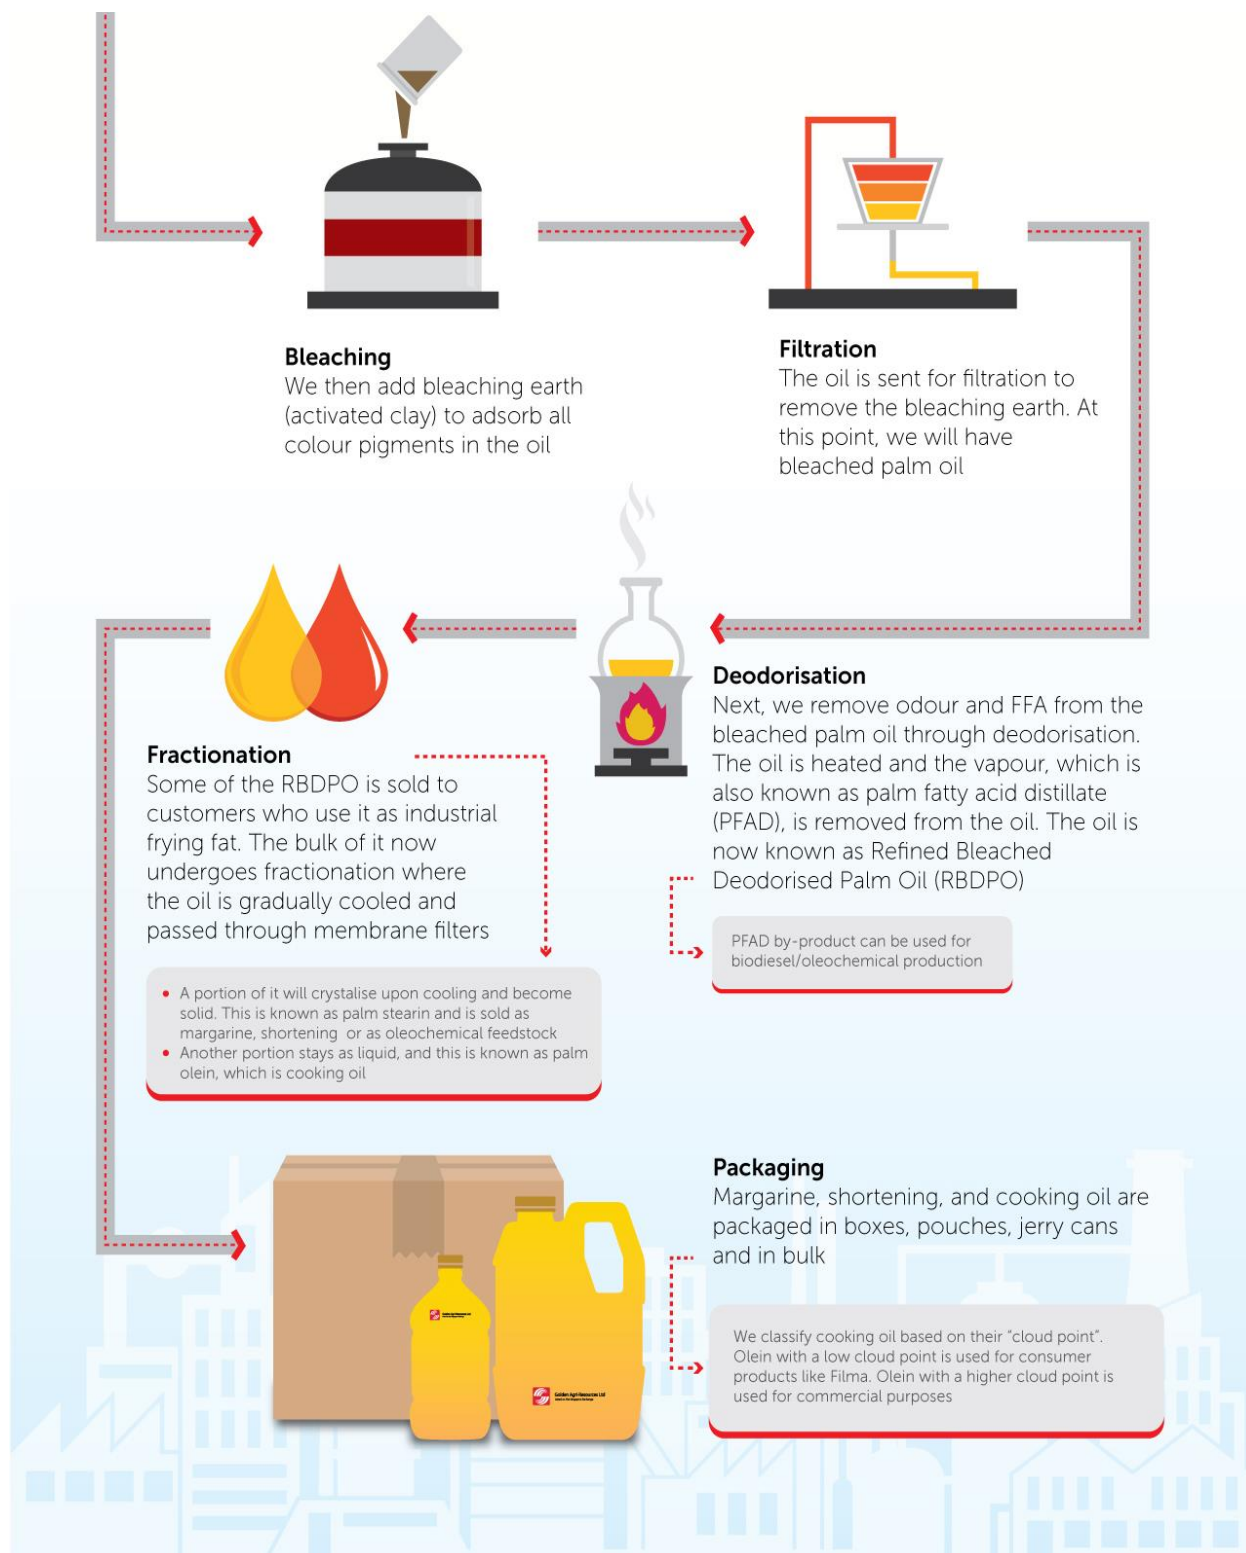 Bleaching
We then add bleaching earth
(activated clay) to adsorb all
colour pigments in the oil
Filtration
The oil is sent for filtration to
remove the bleaching earth. At
this point, we will have
bleached palm oil
Deodorisation
Next, we remove odour and FFA from the
bleached palm oil through deodorisation.
The oil is heated and the vapour, which is
also known as palm fatty acid distillate
(PFAD), is removed from the oil. The oil is
now known as Refined Bleached
Deodorised Palm Oil (RBDPO)
PFAD by-product can be used for
biodiesel/oleochemical production
Fractionation
Some of the RBDPO is sold to
customers who use it as industrial
frying fat. The bulk of it now
undergoes fractionation where
the oil is gradually cooled and
passed through membrane filters
• A portion of it will crystalise upon cooling and become
solid. This is known as palm stearin and is sold as
margarine, shortening or as oleochemical feedstock
• Another portion stays as liquid, and this is known as palm
olein, which is cooking oil
Packaging
Margarine, shortening, and cooking oil are
packaged in boxes, pouches, jerry cans
and in bulk
We classify cooking oil based on their "cloud point".
Olein with a low cloud point is used for consumer
products like Filma. Olein with a higher cloud point is
used for commercial purposes
Golden Agri-Resources Ltd